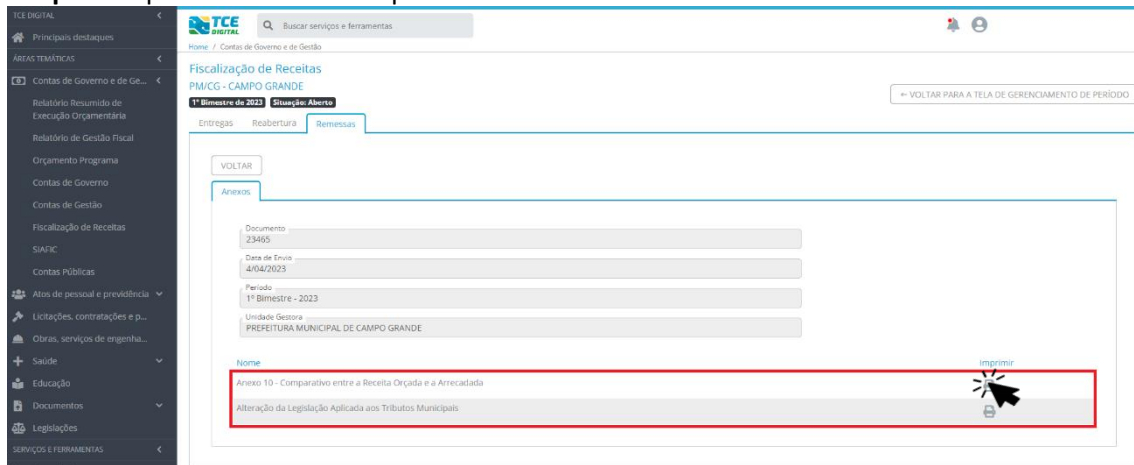 TCE DIGITAL
Principais destaques
ÁREAS TEMÁTICAS
Contas de Governo e de Ge...
Relatório Resumido de
Execução Orçamentária
Relatório de Gestão Fiscal
Orçamento Programa
Contas de Governo
Contas de Gestão
Fiscalização de Receitas
SIAFIC
Contas Públicas
Atos de pessoal e previdência
Licitações, contratações e p...
Obras, serviços de engenha...
Saúde
Educação
Documentos
Legislações
SERVIÇOS E FERRAMENTAS
TCE
DIGITAL
Buscar serviços e ferramentas
Home / Contas de Governo e de Gestão
Fiscalização de Receitas
PM/CG - CAMPO GRANDE
1º Bimestre de 2023 Situação: Aberto
← VOLTAR PARA A TELA DE GERENCIAMENTO DE PERÍODO
Entregas Reabertura Remessas
VOLTAR
Anexos
Documento
23465
Data de Envio
4/04/2023
Período
1º Bimestre - 2023
Unidade Gestora
PREFEITURA MUNICIPAL DE CAMPO GRANDE
Nome Imprimir
Anexo 10 - Comparativo entre a Receita Orçada e a Arrecadada
Alteração da Legislação Aplicada aos Tributos Municipais